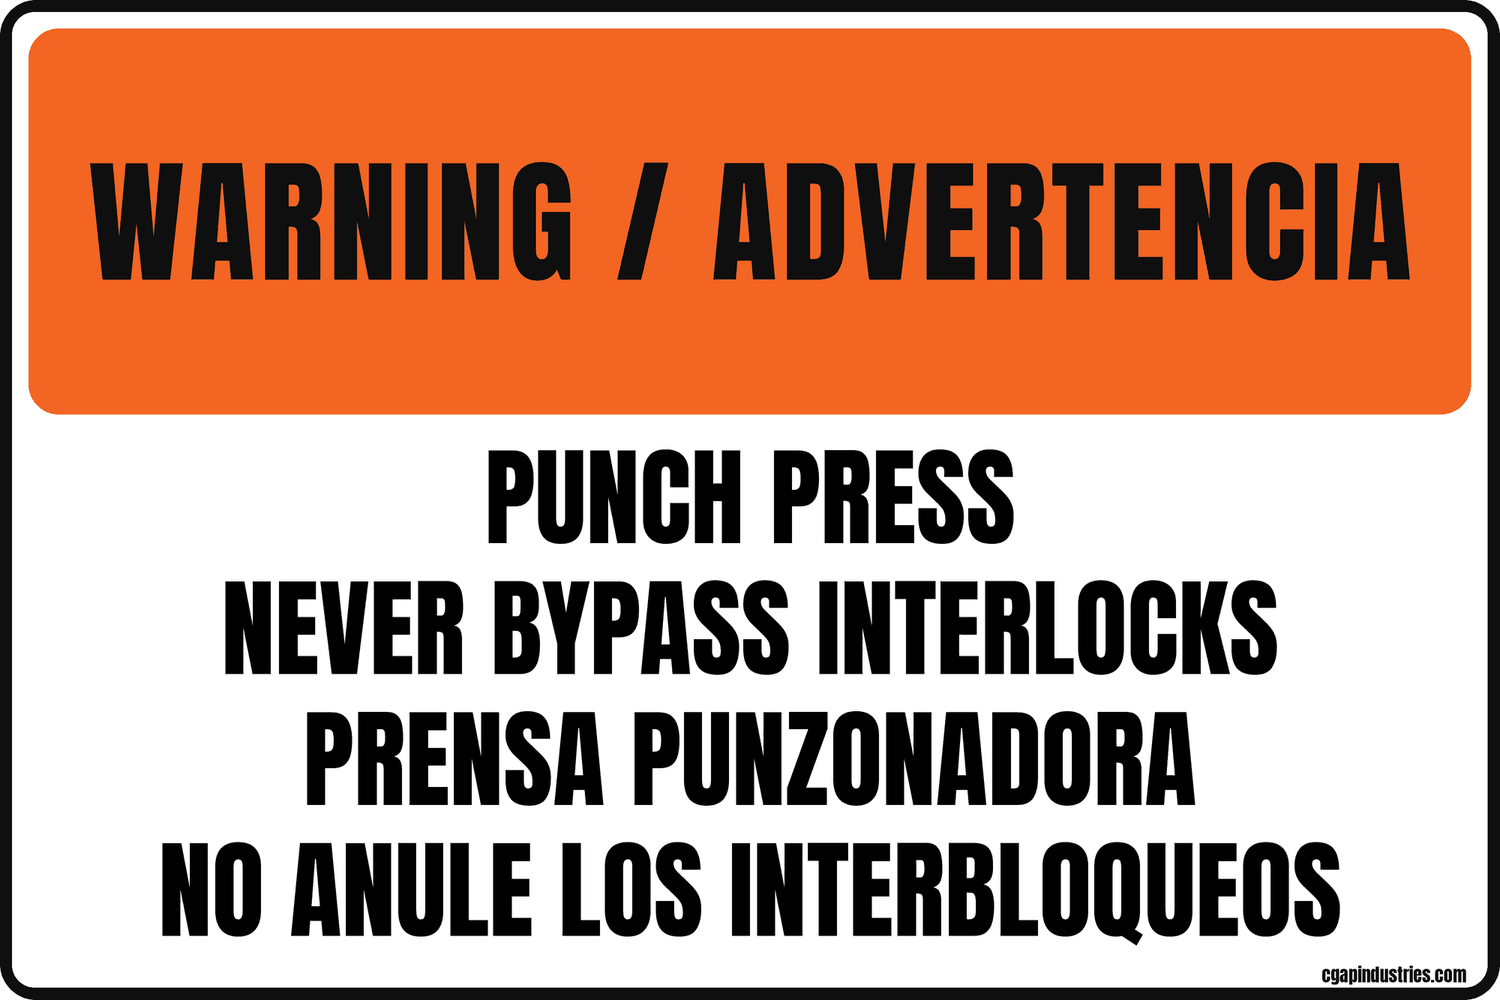 WARNING / ADVERTENCIA
PUNCH PRESS
NEVER BYPASS INTERLOCKS
PRENSA PUNZONADORA
NO ANULE LOS INTERBLOQUEOS
cgapindustries.com